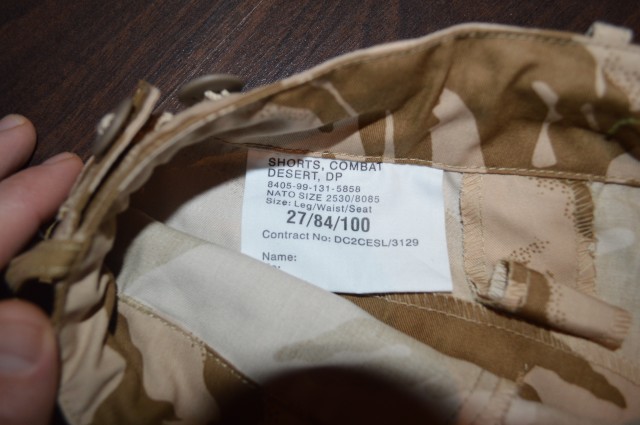 SHORTS, COMBAT
DESERT, DP
8405-99-131-5858
NATO SIZE 2530/8085
Size: Leg/Waist/Seat
27/84/100
Contract No: DC2CESL/3129
Name: